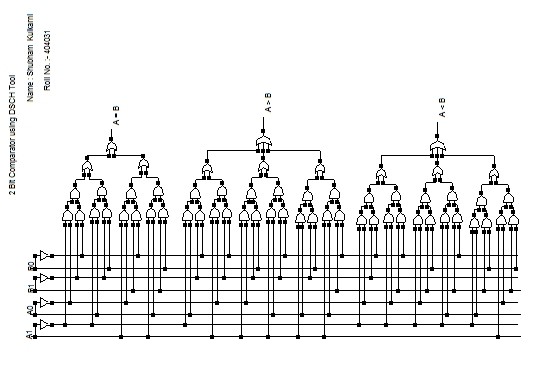 2 Bit Comparator using DSCH Tool
Name : Shubham Kulkarni
Roll No. :- 404031
A1 A0 B1 B0
A = B
A > B
A < B